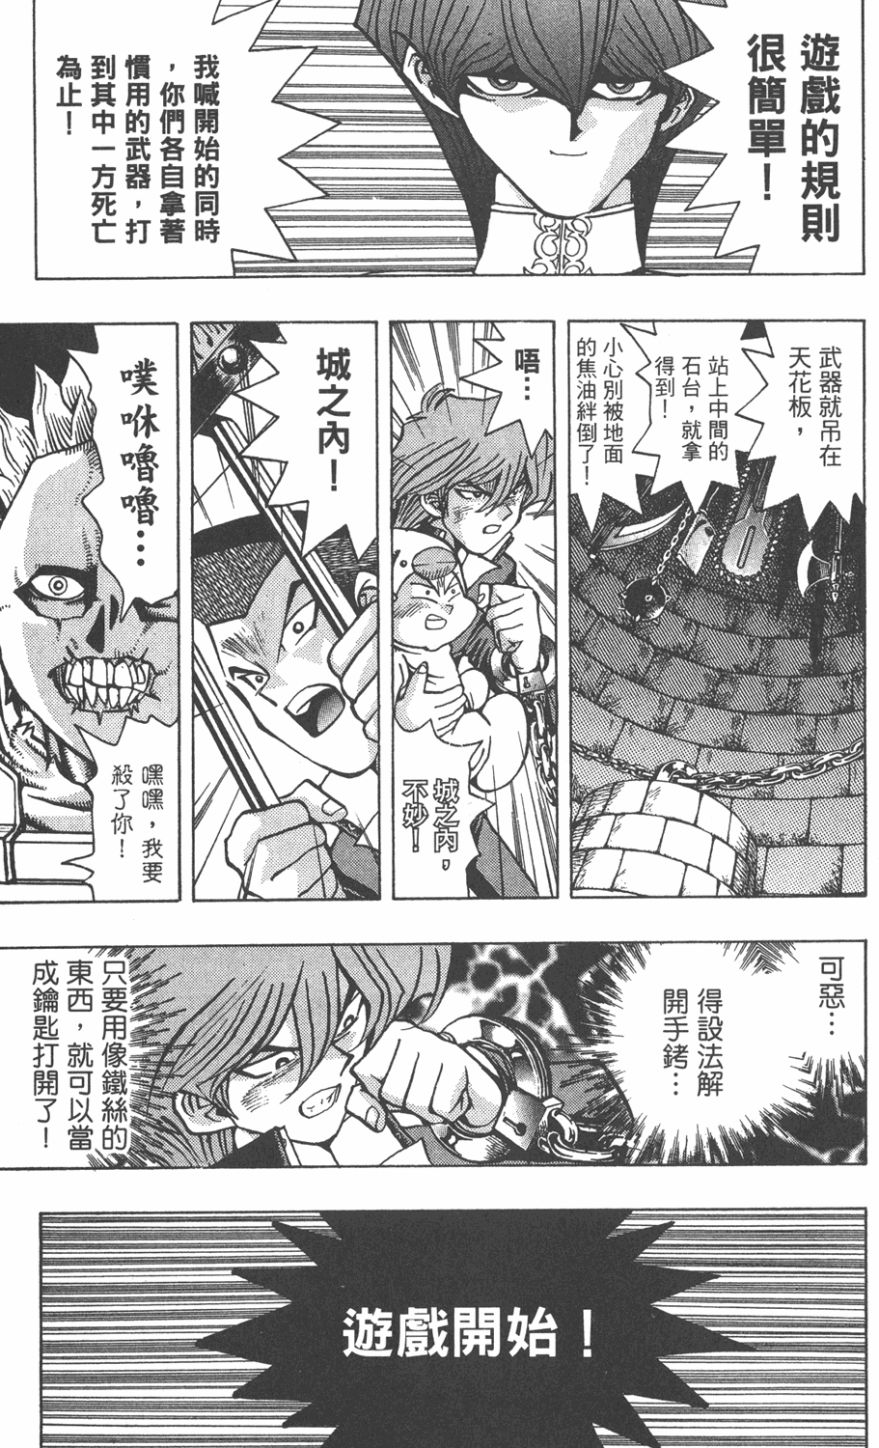 遊戲的規則
很簡單！
我喊開始的同時
，你們各自拿著
慣用的武器，打
到其中一方死亡
為止！
武器就吊在
天花板，
站上中間的
石台，就拿
得到！
小心別被地面
的焦油絆倒了！
唔…
城之內，
不妙！
城之內！
噗咻嚕嚕…
嘿嘿，我要
殺了你！
可惡…
得設法解
開手銬…
只要用像鐵絲的
東西，就可以當
成鑰匙打開了！
遊戲開始！